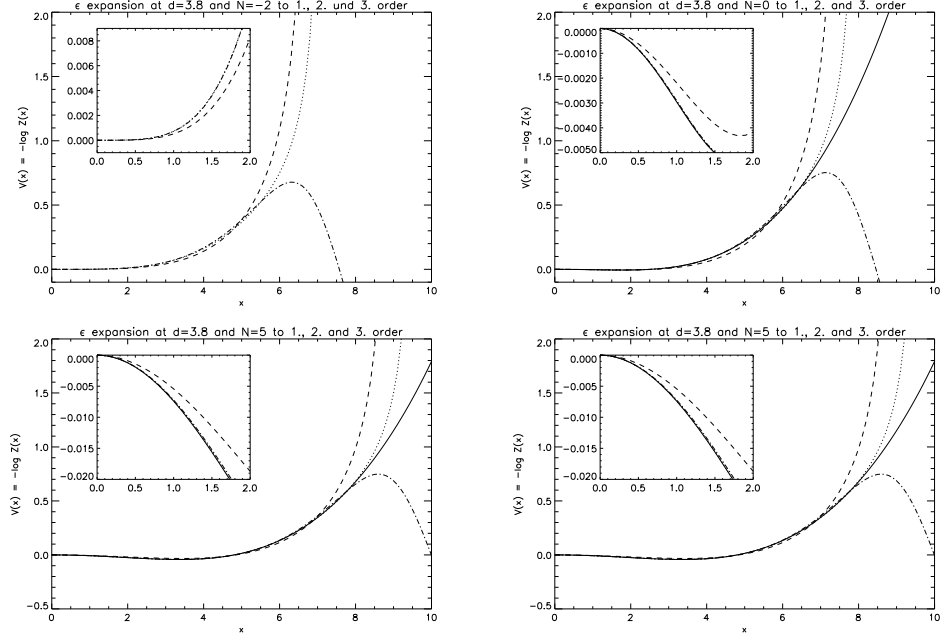 ϵ expansion at d=3.8 and N=−2 to 1., 2. und 3. order
V(x) = −log Z(x)
2.0
1.5
1.0
0.5
0.0
0.008
0.006
0.004
0.002
0.000
0.0 0.5 1.0 1.5 2.0
0 2 4 6 8 10
x
ϵ expansion at d=3.8 and N=0 to 1., 2. and 3. order
V(x) = −log Z(x)
2.0
1.5
1.0
0.5
0.0
0.0000
−0.0010
−0.0020
−0.0030
−0.0040
−0.0050
0.0 0.5 1.0 1.5 2.0
0 2 4 6 8 10
x
ϵ expansion at d=3.8 and N=5 to 1., 2. and 3. order
V(x) = −log Z(x)
2.0
1.5
1.0
0.5
0.0
−0.5
0.000
−0.005
−0.010
−0.015
−0.020
0.0 0.5 1.0 1.5 2.0
0 2 4 6 8 10
x
ϵ expansion at d=3.8 and N=5 to 1., 2. and 3. order
V(x) = −log Z(x)
2.0
1.5
1.0
0.5
0.0
−0.5
0.000
−0.005
−0.010
−0.015
−0.020
0.0 0.5 1.0 1.5 2.0
0 2 4 6 8 10
x